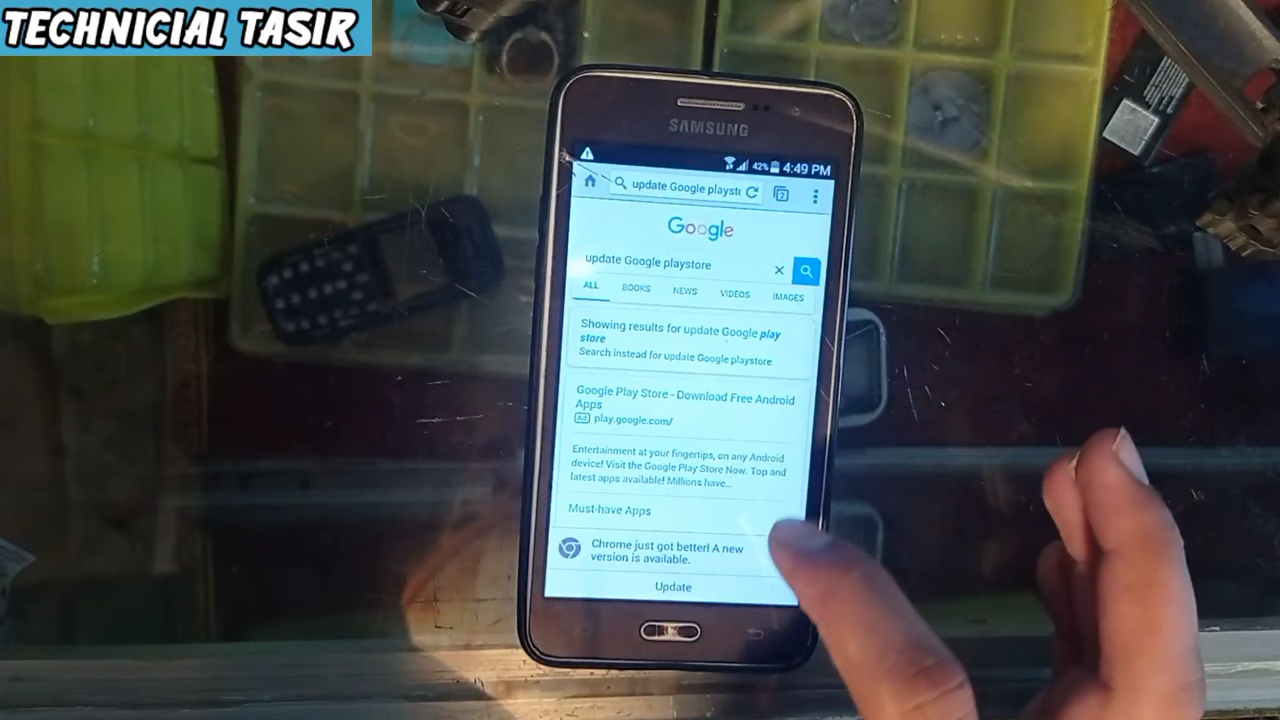 TECHNICIAL TASIR
SAMSUNG
42% 4:49 PM
update Google playsto
2
Google
update Google playstore
ALL BOOKS NEWS VIDEOS IMAGES
Showing results for update Google play
store
Search instead for update Google playstore
Google Play Store - Download Free Android
Apps
Ad play.google.com/
Entertainment at your fingertips, on any Android
device! Visit the Google Play Store Now. Top and
latest apps available! Millions have...
Must-have Apps
Chrome just got better! A new
version is available.
Update